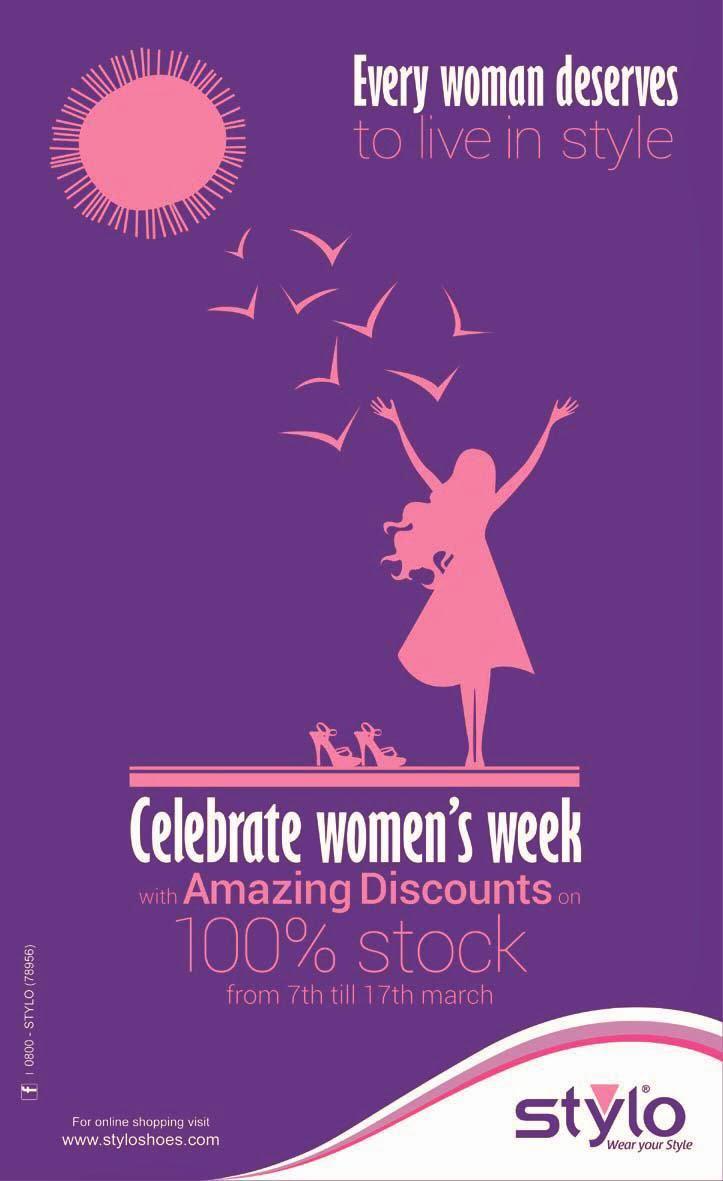 Every woman deserves
to live in style
Celebrate women's week
with Amazing Discounts on
100% stock
from 7th till 17th march
f | 0800 - STYLO (78956)
For online shopping visit
www.styloshoes.com
stylo®
Wear your Style